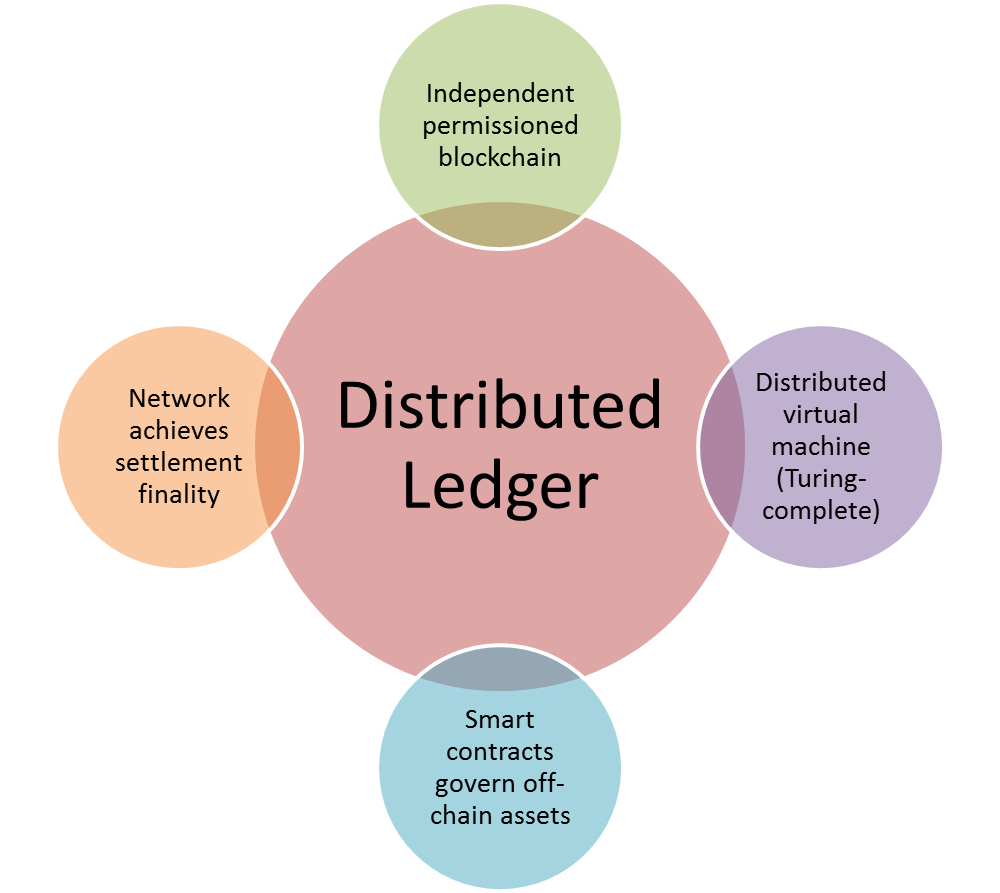 Independent
permissioned
blockchain
Network
achieves
settlement
finality
Distributed
Ledger
Distributed
virtual
machine
(Turing-
complete)
Smart
contracts
govern off-
chain assets